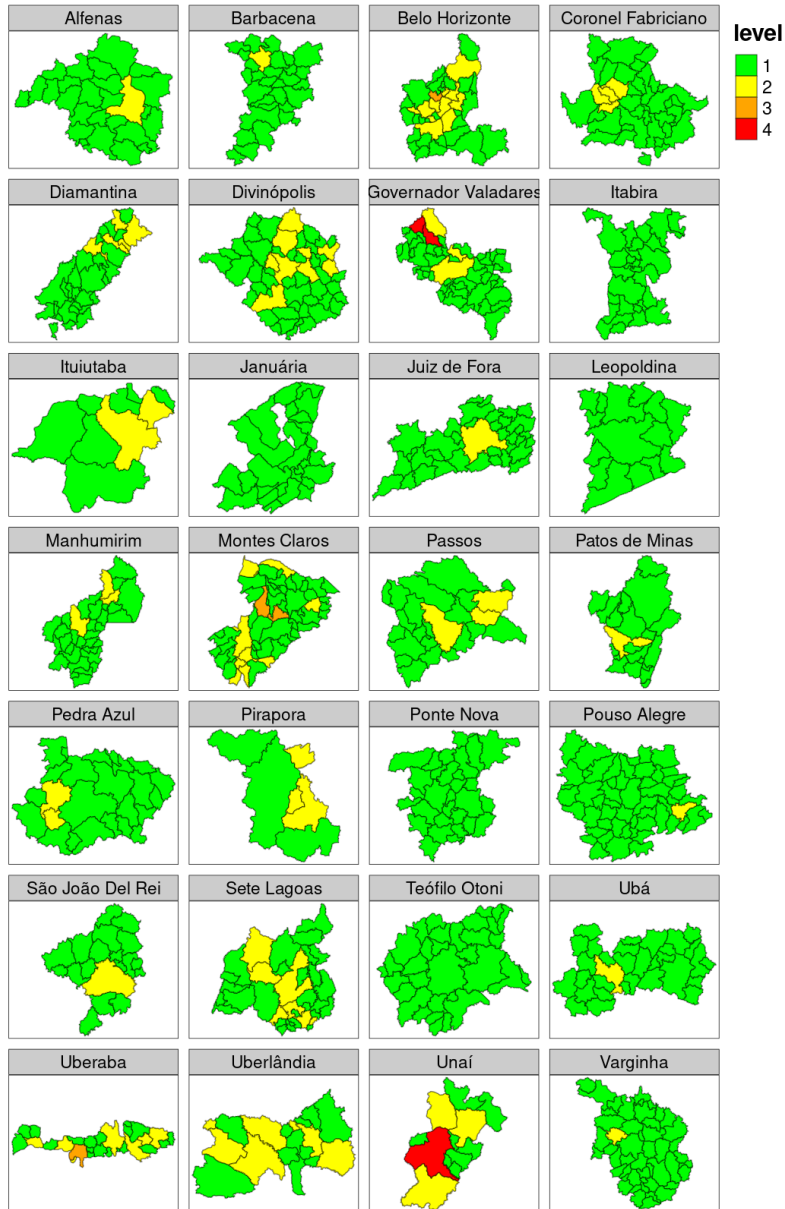 Alfenas
Barbacena
Belo Horizonte
Coronel Fabriciano
level
1
2
3
4
Diamantina
Divinópolis
Governador Valadares
Itabira
Ituiutaba
Januária
Juiz de Fora
Leopoldina
Manhumirim
Montes Claros
Passos
Patos de Minas
Pedra Azul
Pirapora
Ponte Nova
Pouso Alegre
São João Del Rei
Sete Lagoas
Teófilo Otoni
Ubá
Uberaba
Uberlândia
Unaí
Varginha